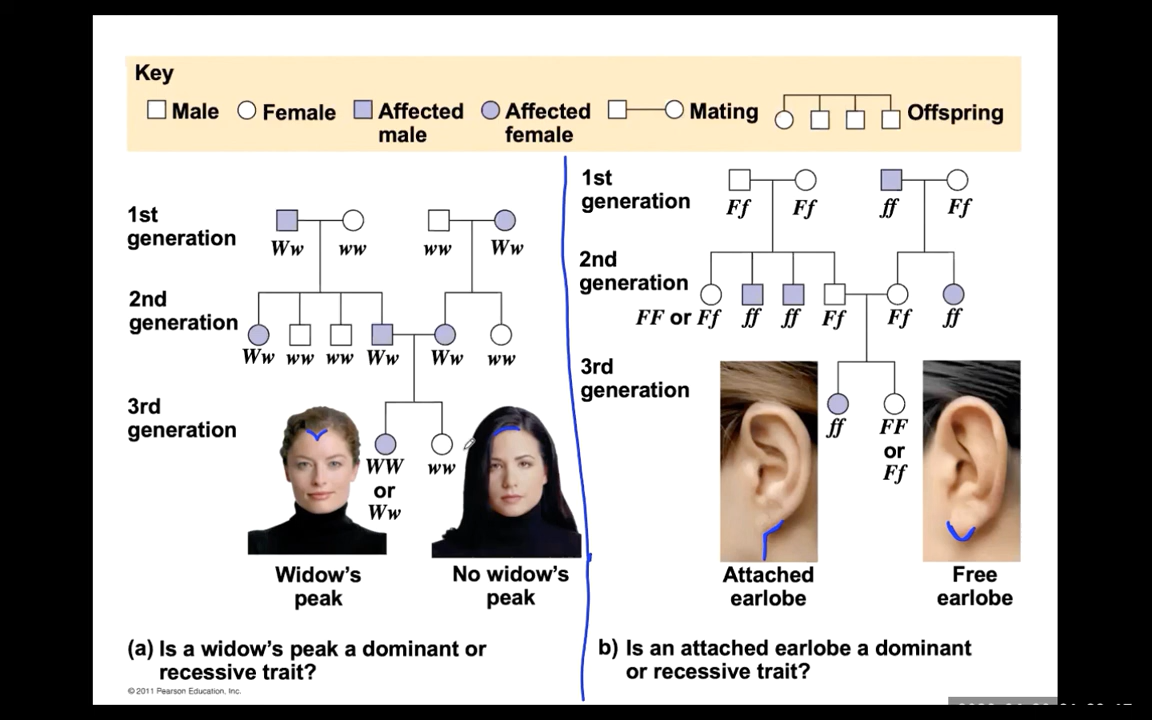 Key
Male Female Affected male Affected female Mating Offspring
1st generation
Ww ww ww Ww
2nd generation
Ww ww ww Ww Ww ww
3rd generation
WW or Ww ww
Widow's peak
No widow's peak
(a) Is a widow's peak a dominant or
recessive trait?
© 2011 Pearson Education, Inc.
1st generation
Ff Ff ff Ff
2nd generation
FF or Ff ff ff Ff Ff ff
3rd generation
ff FF or Ff
Attached earlobe
Free earlobe
b) Is an attached earlobe a dominant
or recessive trait?